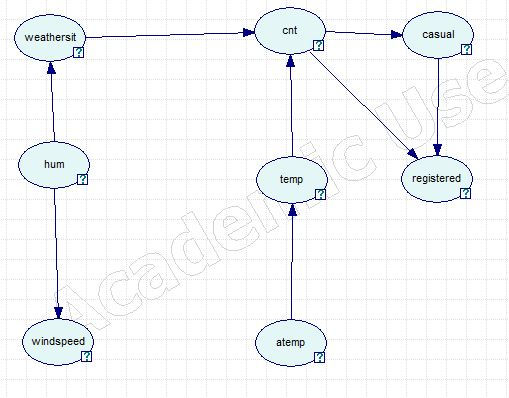 weathersit
cnt
casual
hum
temp
registered
windspeed
atemp
?
?
?
?
?
?
?
?
Academic Use